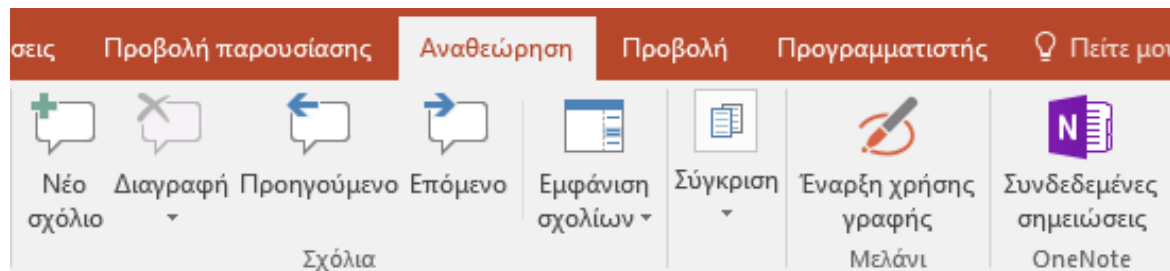 σεις Προβολή παρουσίασης Αναθεώρηση Προβολή Προγραμματιστής Πείτε μου
Νέο σχόλιο
Διαγραφή
Προηγούμενο
Επόμενο
Εμφάνιση σχολίων
Σύγκριση
Έναρξη χρήσης γραφής
N
Συνδεδεμένες σημειώσεις
Σχόλια
Μελάνι
OneNote